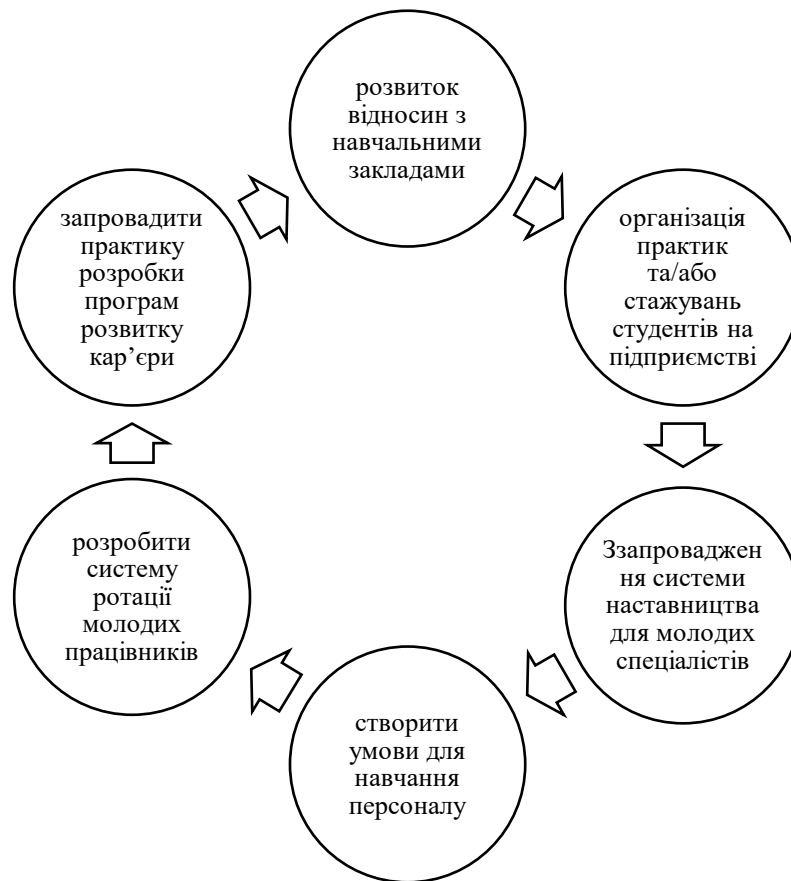 розвиток
відносин з
навчальними
закладами
організація
практик
та/або
стажувань
студентів на
підприємстві
Ззапроваджен
ня системи
наставництва
для молодих
спеціалістів
створити
умови для
навчання
персоналу
розробити
систему
ротації
молодих
працівників
запровадити
практику
розробки
програм
розвитку
кар’єри